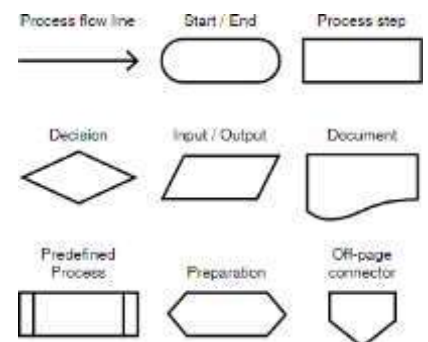 Process flow line
Start / End
Process step
Decision
Input / Output
Document
Predefined
Process
Preparation
Off-page
connector